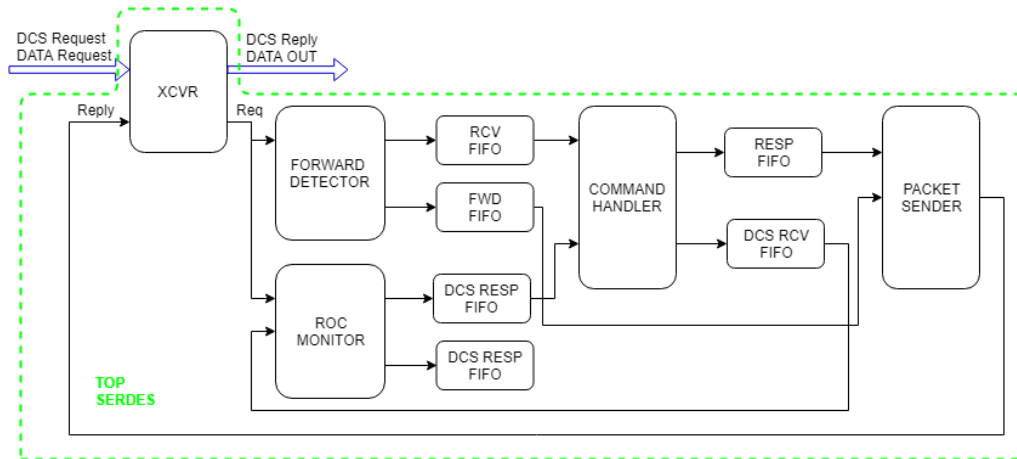 DCS Request
DATA Request
DCS Reply
DATA OUT
XCVR
Reply
Req
FORWARD
DETECTOR
RCV
FIFO
FWD
FIFO
COMMAND
HANDLER
RESP
FIFO
DCS RCV
FIFO
PACKET
SENDER
ROC
MONITOR
DCS RESP
FIFO
DCS RESP
FIFO
TOP
SERDES